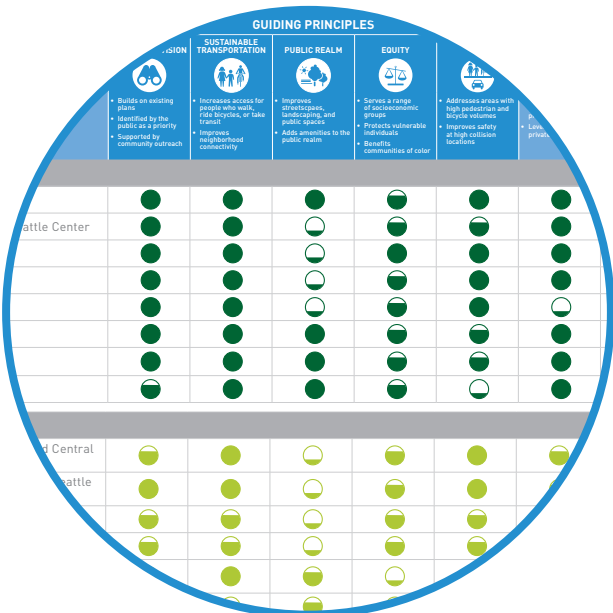 GUIDING PRINCIPLES
SUSTAINABLE
TRANSPORTATION
PUBLIC REALM
EQUITY
• Builds on existing
plans
• Identified by the
public as a priority
• Supported by
community outreach
• Increases access for
people who walk,
ride bicycles, or take
transit
• Improves
neighborhood
connectivity
• Improves
streetscpaes,
landscaping, and
public spaces
• Adds amenities to the
public realm
• Serves a range
of socioeconomic
groups
• Protects vulnerable
individuals
• Benefits
communities of color
• Addresses areas with
high pedestrian and
bicycle volumes
• Improves safety
at high collision
locations
attle Center
d Central
eattle